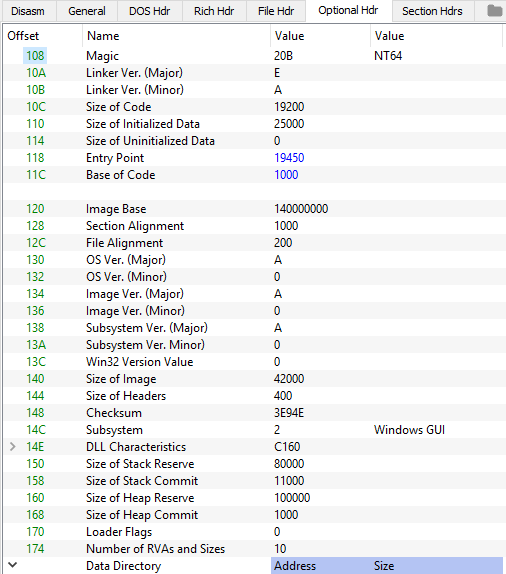 Disasm General DOS Hdr Rich Hdr File Hdr Optional Hdr Section Hdrs
Offset Name Value Value
108 Magic 20B NT64
10A Linker Ver. (Major) E
10B Linker Ver. (Minor) A
10C Size of Code 19200
110 Size of Initialized Data 25000
114 Size of Uninitialized Data 0
118 Entry Point 19450
11C Base of Code 1000
120 Image Base 140000000
128 Section Alignment 1000
12C File Alignment 200
130 OS Ver. (Major) A
132 OS Ver. (Minor) 0
134 Image Ver. (Major) A
136 Image Ver. (Minor) 0
138 Subsystem Ver. (Major) A
13A Subsystem Ver. Minor) 0
13C Win32 Version Value 0
140 Size of Image 42000
144 Size of Headers 400
148 Checksum 3E94E
14C Subsystem 2 Windows GUI
14E DLL Characteristics C160
150 Size of Stack Reserve 80000
158 Size of Stack Commit 11000
160 Size of Heap Reserve 100000
168 Size of Heap Commit 1000
170 Loader Flags 0
174 Number of RVAs and Sizes 10
Data Directory Address Size